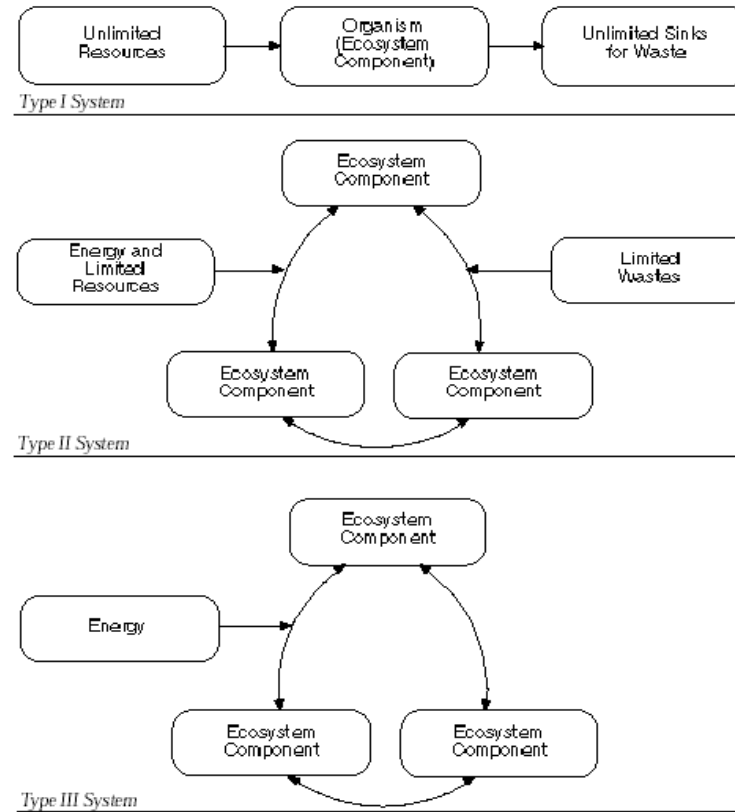 Unlimited
Resources
Organism
(Ecosystem
Component)
Unlimited Sinks
for Waste
Type I System
Ecosystem
Component
Energy and
Limited
Resources
Limited
Wastes
Ecosystem
Component
Ecosystem
Component
Type II System
Ecosystem
Component
Energy
Ecosystem
Component
Ecosystem
Component
Type III System